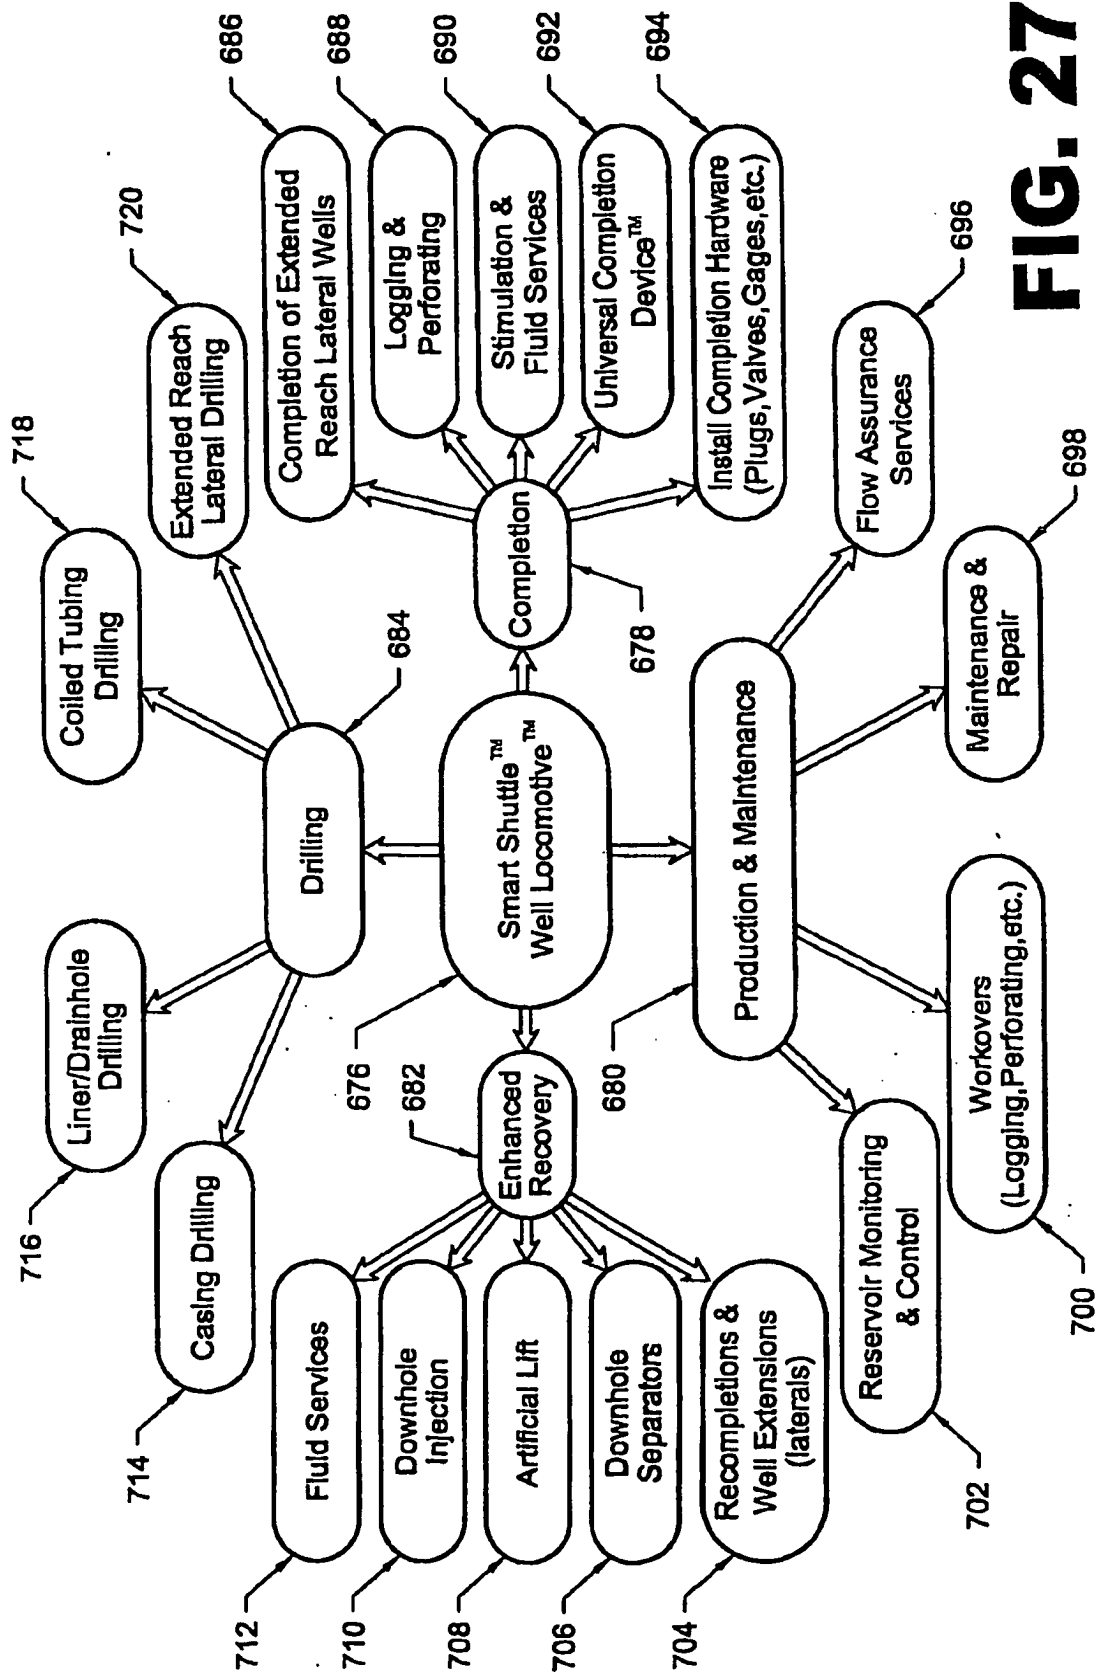 716
718
Liner/Drainhole
Drilling
Coiled Tubing
Drilling
714
720
Casing Drilling
Extended Reach
Lateral Drilling
Drilling
684
712
Fluid Services
710
Downhole
Injection
708
Artificial Lift
706
Downhole
Separators
704
Recompletions &
Well Extensions
(laterals)
682
Enhanced
Recovery
676
Smart Shuttle™
Well Locomotive™
Completion
678
686
Completion of Extended
Reach Lateral Wells
688
Logging &
Perforating
690
Stimulation &
Fluid Services
692
Universal Completion
Device™
694
Install Completion Hardware
(Plugs,Valves,Gages,etc.)
680
Production & Maintenance
Reservoir Monitoring
& Control
702
Workovers
(Logging,Perforating,etc.)
700
Maintenance &
Repair
698
Flow Assurance
Services
696
FIG. 27